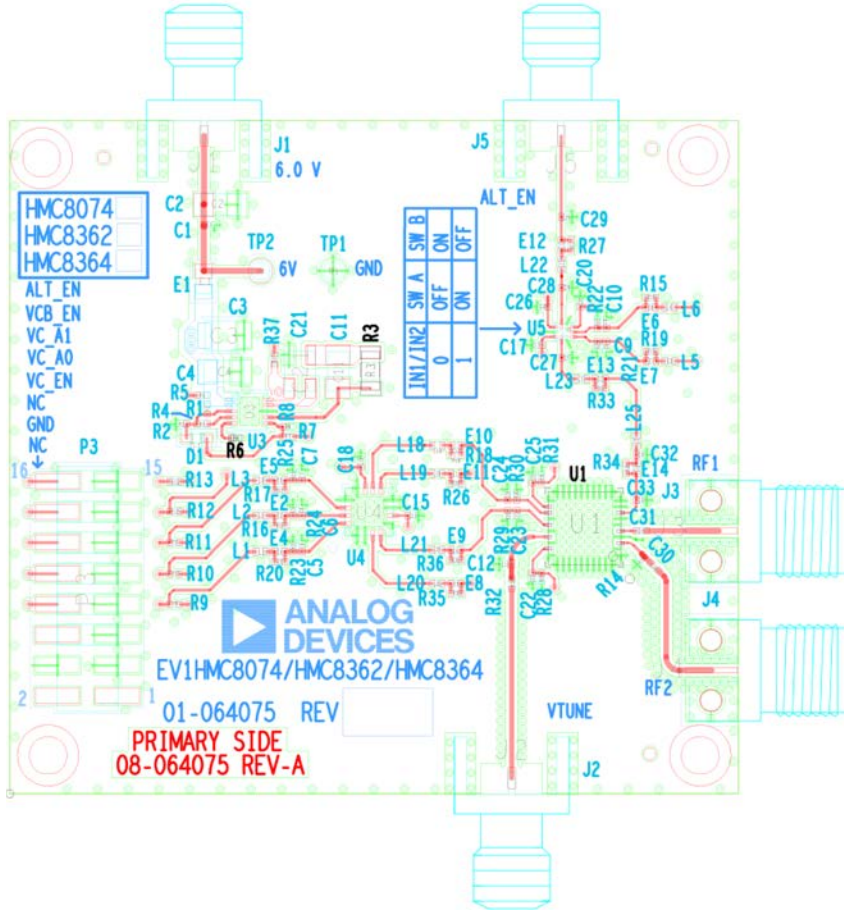 J1
6.0 V
J5
ALT_EN
HMC8074
HMC8362
HMC8364
C2
C1
TP2
TP1
6V
GND
E1
ALT_EN
VCB_EN
VC_A1
VC_A0
VC_EN
NC
GND
NC
IN1/IN2 SW A SW B
0 OFF ON
1 ON OFF
C29
E12
R27
L22
C20
C28
C26
R22
C10
R15
L6
E6
U5
C17
C9
R19
C27
E13
R21
E7
L5
L23
R33
L25
C3
R37
C21
C11
R3
C4
R5
R4
R1
R2
R8
U3
R7
R6
D1
R25
C7
P3
16
15
R13
L3
E5
R17
R12
L2
E2
R24
C6
R11
R16
L1
E4
R10
R20
R23
C5
R9
C18
L18
E10
R18
L19
E11
R26
C15
U4
U4
L21
E9
R36
L20
E8
R35
C24
R30
C25
R31
U1
U1
R34
E14
C32
C33
RF1
J3
C31
C30
R14
R29
C23
C12
R32
C22
R28
J4
RF2
ANALOG
DEVICES
EV1HMC8074/HMC8362/HMC8364
2
1
01-064075 REV
VTUNE
J2
PRIMARY SIDE
08-064075 REV-A